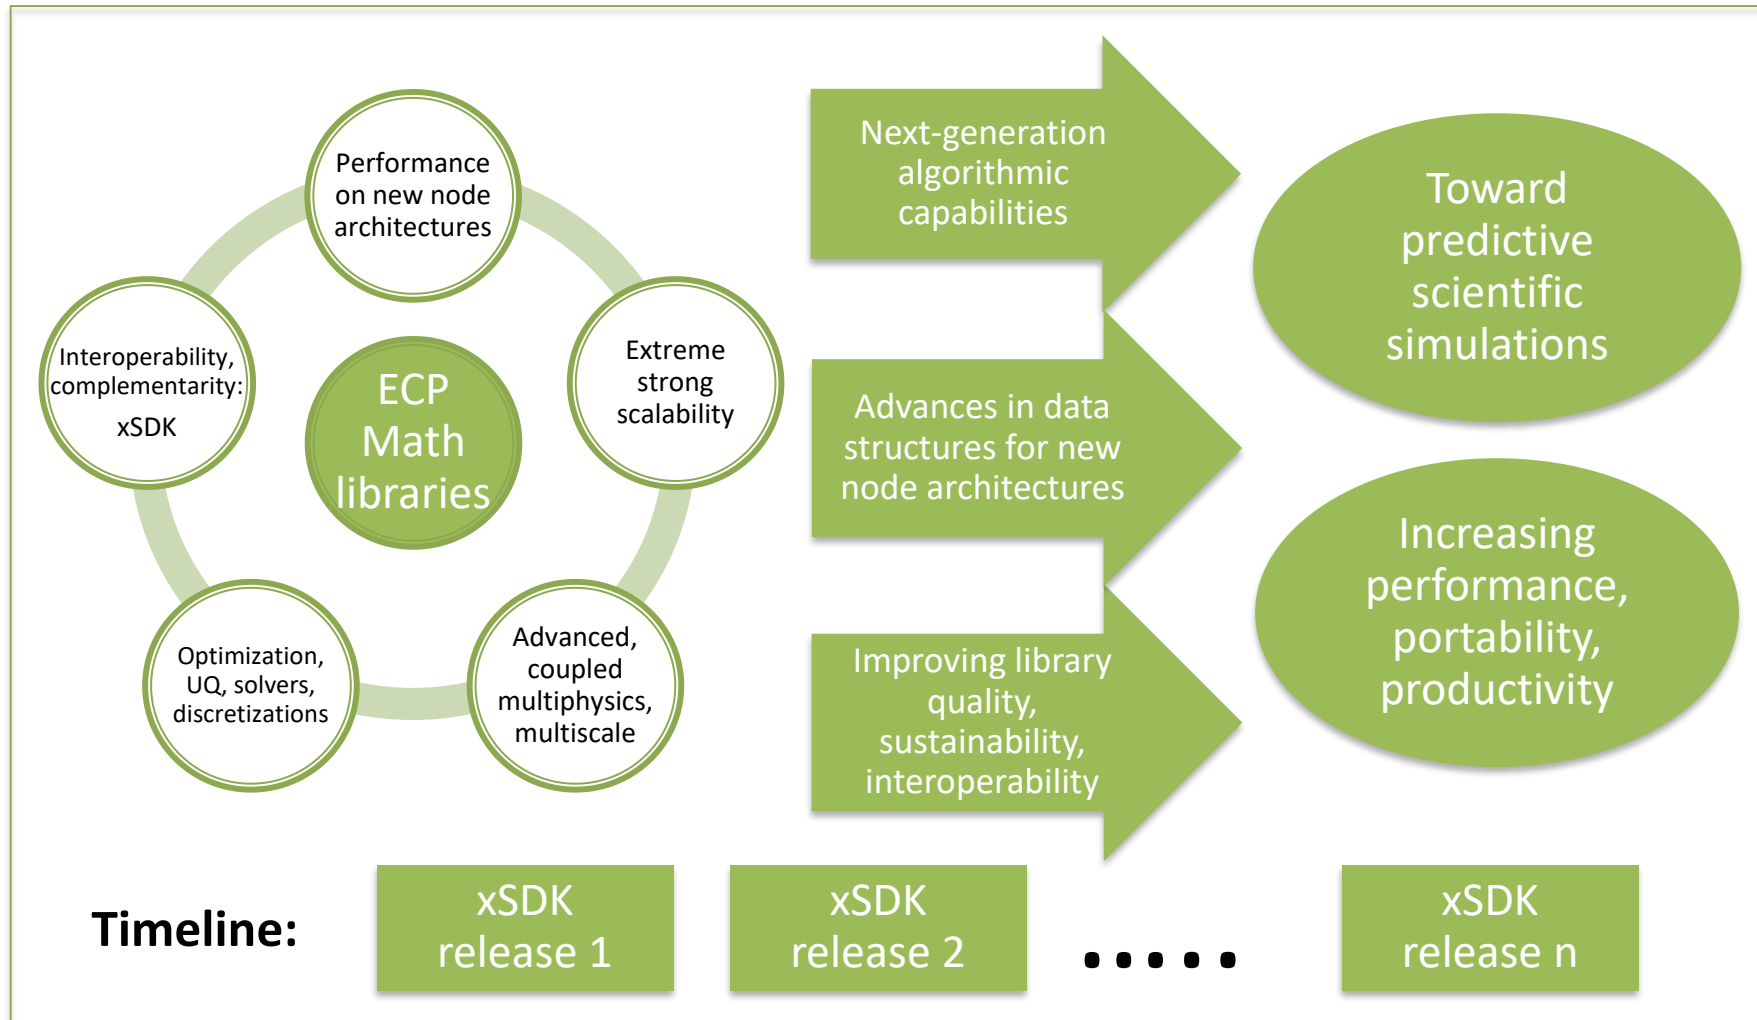 Performance
on new node
architectures
Interoperability,
complementarity:
xSDK
ECP
Math
libraries
Extreme
strong
scalability
Optimization,
UQ, solvers,
discretizations
Advanced,
coupled
multiphysics,
multiscale
Next-generation
algorithmic
capabilities
Advances in data
structures for new
node architectures
Improving library
quality,
sustainability,
interoperability
Toward
predictive
scientific
simulations
Increasing
performance,
portability,
productivity
Timeline:
xSDK
release 1
xSDK
release 2
.....
xSDK
release n